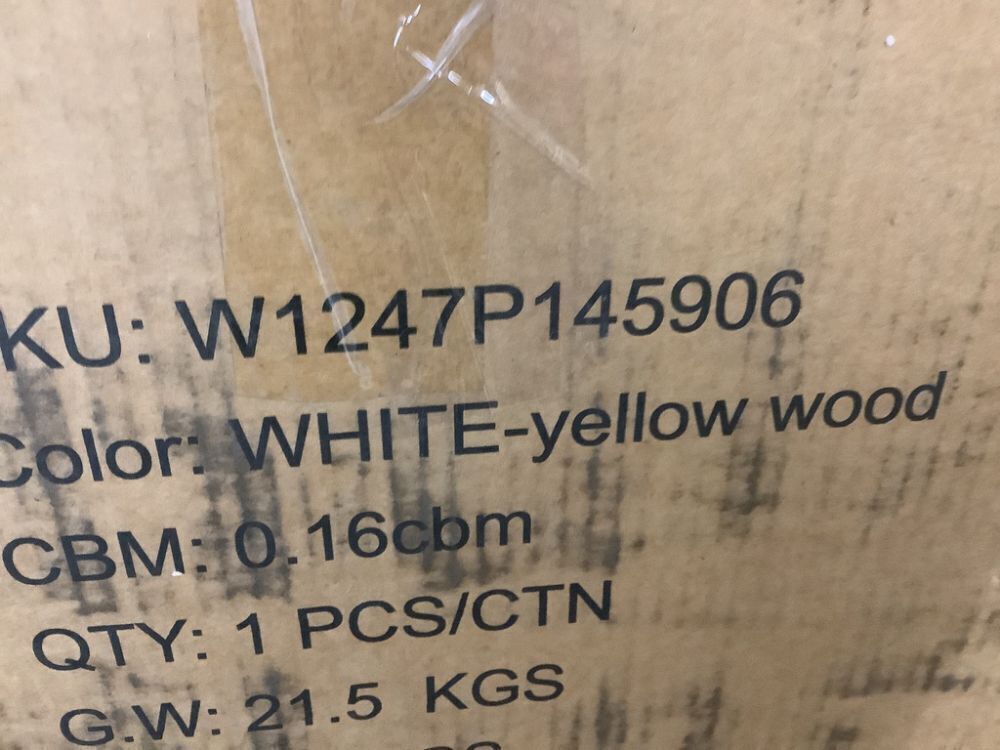 KU: W1247P145906
Color: WHITE-yellow wood
CBM: 0.16cbm
QTY: 1 PCS/CTN
G.W: 21.5 KGS